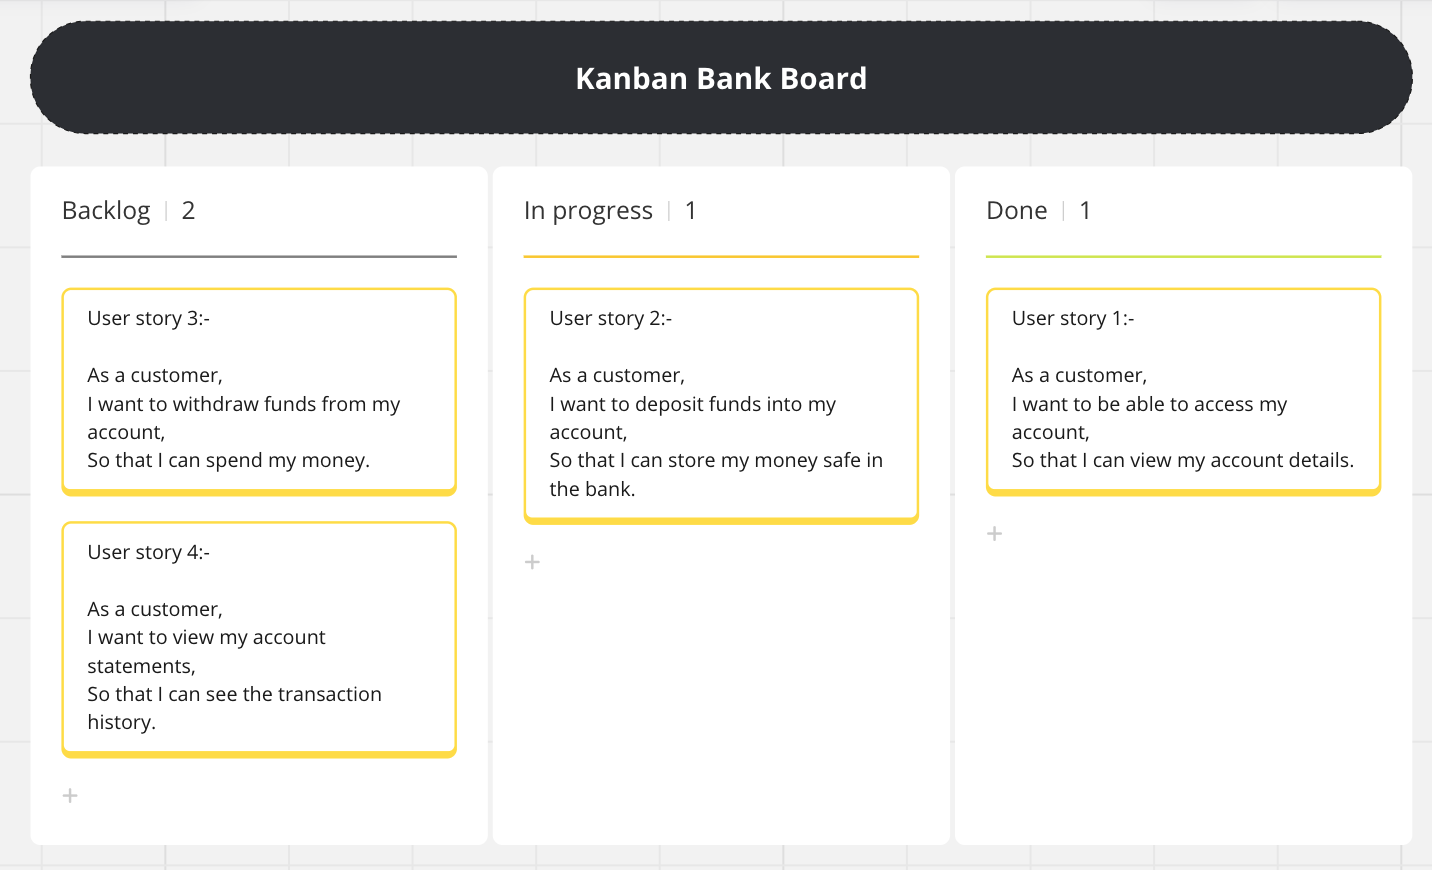 Kanban Bank Board
Backlog | 2
User story 3:-
As a customer,
I want to withdraw funds from my
account,
So that I can spend my money.
User story 4:-
As a customer,
I want to view my account
statements,
So that I can see the transaction
history.
+
In progress | 1
User story 2:-
As a customer,
I want to deposit funds into my
account,
So that I can store my money safe in
the bank.
+
Done | 1
User story 1:-
As a customer,
I want to be able to access my
account,
So that I can view my account details.
+